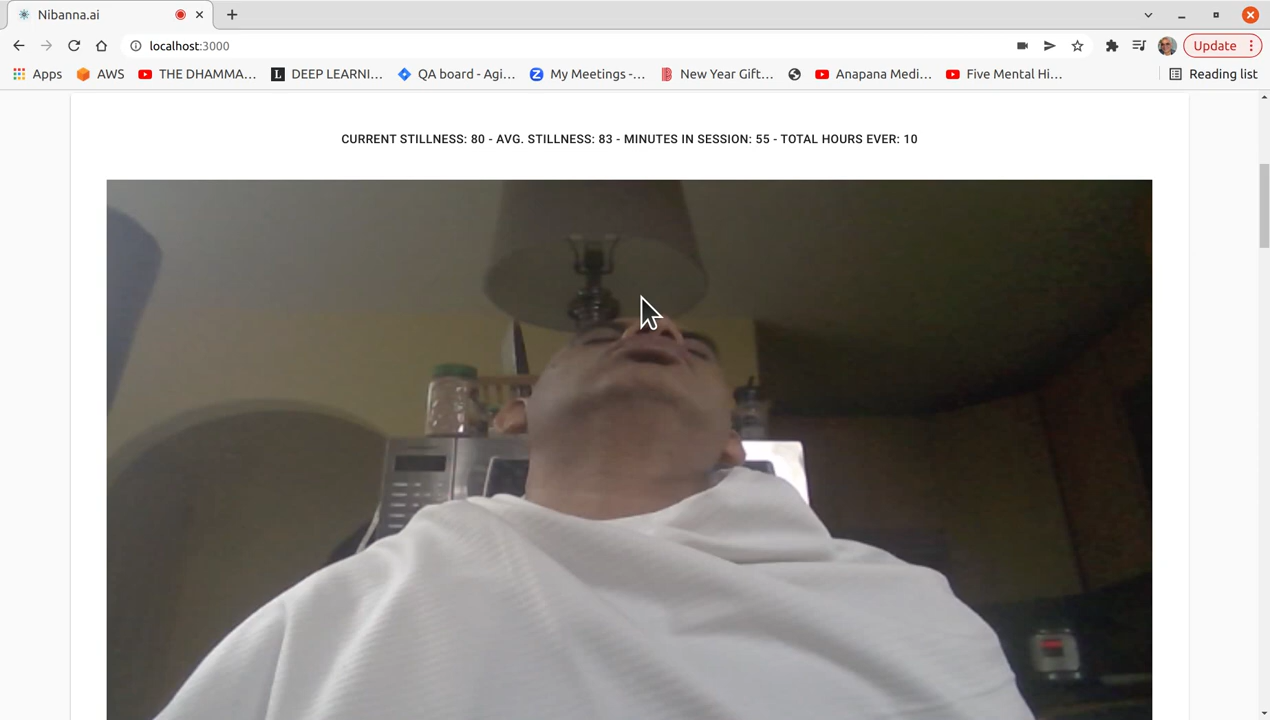 Nibanna.ai
localhost:3000
Update
Apps AWS THE DHAMMA... DEEP LEARNI... QA board - Agi... My Meetings -... New Year Gift... Anapana Medi... Five Mental Hi... Reading list
CURRENT STILLNESS: 80 - AVG. STILLNESS: 83 - MINUTES IN SESSION: 55 - TOTAL HOURS EVER: 10